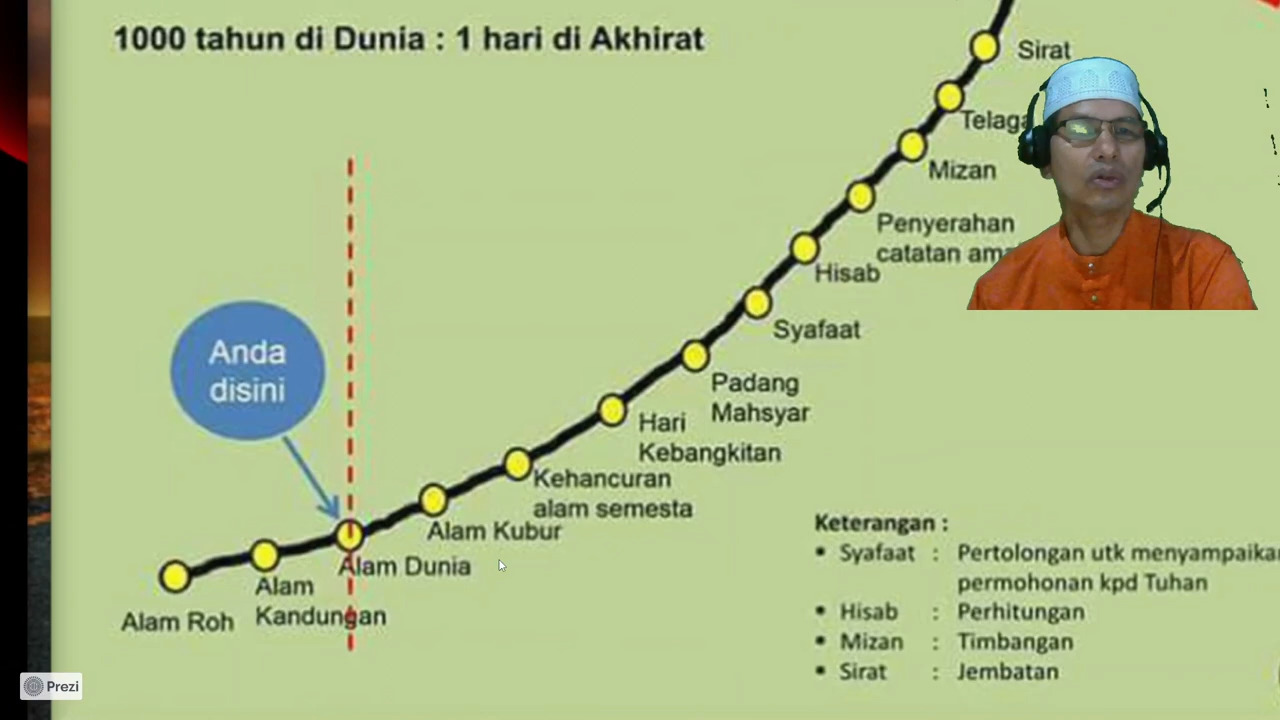 1000 tahun di Dunia : 1 hari di Akhirat
Sirat
Mizan
Penyerahan
catatan
Hisab
Syafaat
Padang
Mahsyar
Hari
Kebangkitan
Kehancuran
alam semesta
Alam Kubur
Alam Dunia
Alam
Kandungan
Alam Roh
Anda
disini
Keterangan :
• Syafaat : Pertolongan utk
permohonan kpd Tuhan
• Hisab : Perhitungan
• Mizan : Timbangan
• Sirat : Jembatan
Prezi